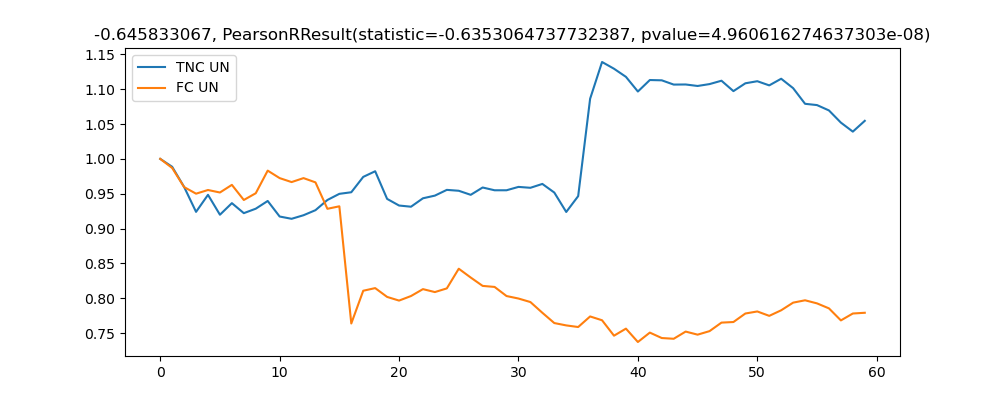 -0.645833067, PearsonRResult(statistic=-0.6353064737732387, pvalue=4.960616274637303e-08)
TNC UN
FC UN
1.15
1.10
1.05
1.00
0.95
0.90
0.85
0.80
0.75
0 10 20 30 40 50 60